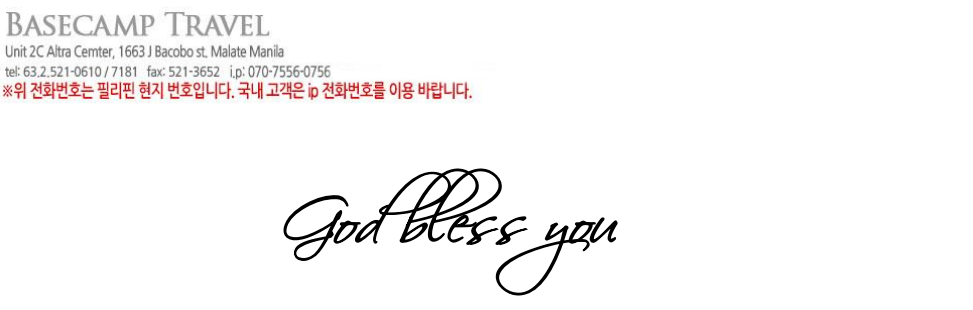 BASECAMP TRAVEL
Unit 2C Altra Cemter, 1663 J Bacobo st. Malate Manila
tel: 63.2.521-0610 / 7181 fax: 521-3652 i.p: 070-7556-0756
※위 전화번호는 필리핀 현지 번호입니다. 국내 고객은 ip 전화번호를 이용 바랍니다.
God bless you